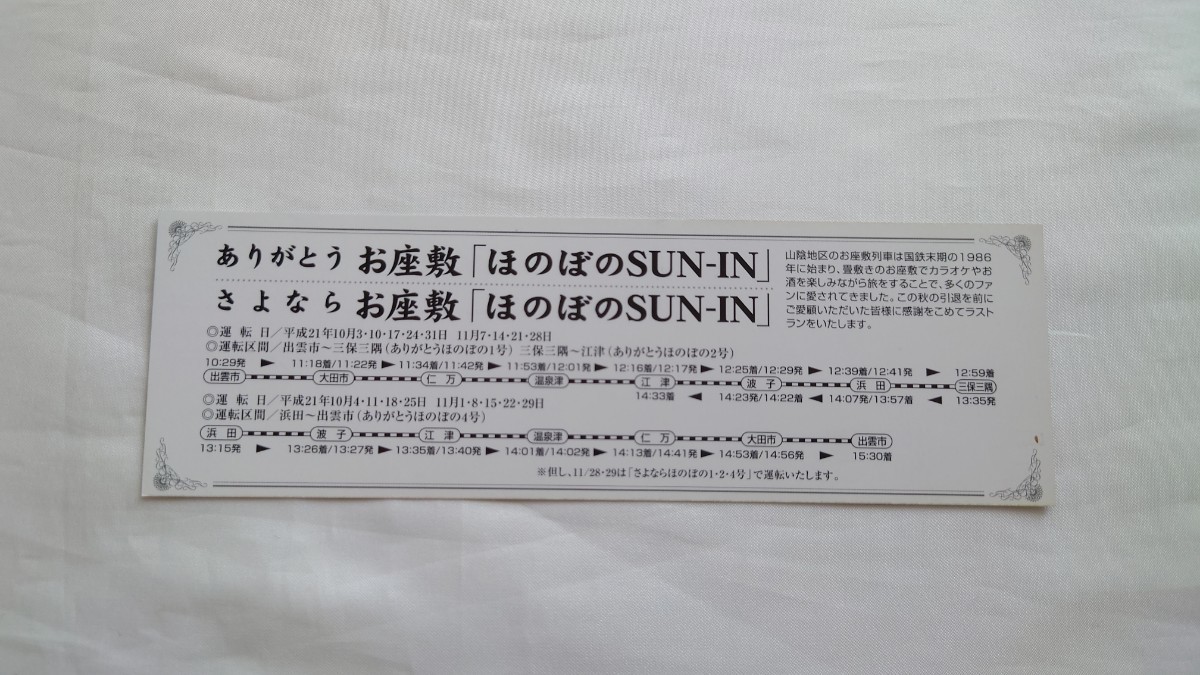 ありがとう お座敷「ほのぼのSUN-IN」
さよなら お座敷「ほのぼのSUN-IN」
山陰地区のお座敷列車は国鉄末期の1986
年に始まり、畳敷きのお座敷でカラオケやお
酒を楽しみながら旅をすることで、多くのファ
ンに愛されてきました。この秋の引退を前に
ご愛顧いただいた皆様に感謝をこめてラスト
ランをいたします。
◎運 転 日／平成21年10月3・10・17・24・31日 11月7・14・21・28日
◎運転区間／出雲市～三保三隅(ありがとうほのぼの1号) 三保三隅～江津(ありがとうほのぼの2号)
10:29発 ▶ 11:18着/11:22発 ▶ 11:34着/11:42発 ▶ 11:53着/12:01発 ▶ 12:16着/12:17発 ▶ 12:25着/12:29発 ▶ 12:39着/12:41発 ▶ 12:59着
出雲市 大田市 仁万 温泉津 江津 波子 浜田 三保三隅
14:33着 ◀ 14:23発/14:22着 ◀ 14:07発/13:57着 ◀ 13:35発
◎運 転 日／平成21年10月4・11・18・25日 11月1・8・15・22・29日
◎運転区間／浜田～出雲市(ありがとうほのぼの4号)
浜田 波子 江津 温泉津 仁万 大田市 出雲市
13:15発 ▶ 13:26着/13:27発 ▶ 13:35着/13:40発 ▶ 14:01着/14:02発 ▶ 14:13着/14:41発 ▶ 14:53着/14:56発 ▶ 15:30着
※但し、11/28・29は「さよならほのぼの1・2・4号」で運転いたします。